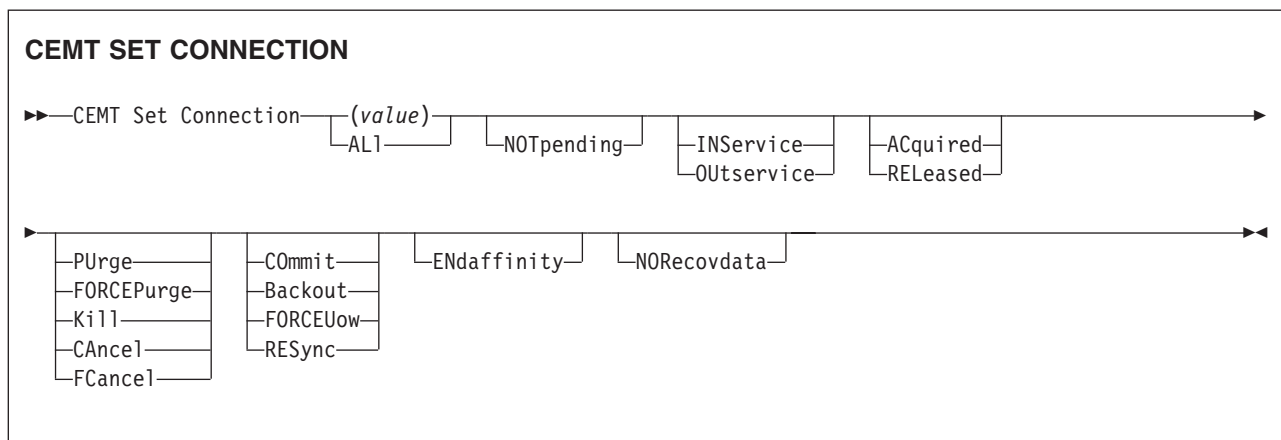 CEMT SET CONNECTION
CEMT Set Connection (value) NOTpending INService ACquired
ALl OUtservice RELeased
PUrge COmmit ENdaffinity NORecovdata
FORCEPurge Backout
Kill FORCEUow
CAncel RESync
FCancel